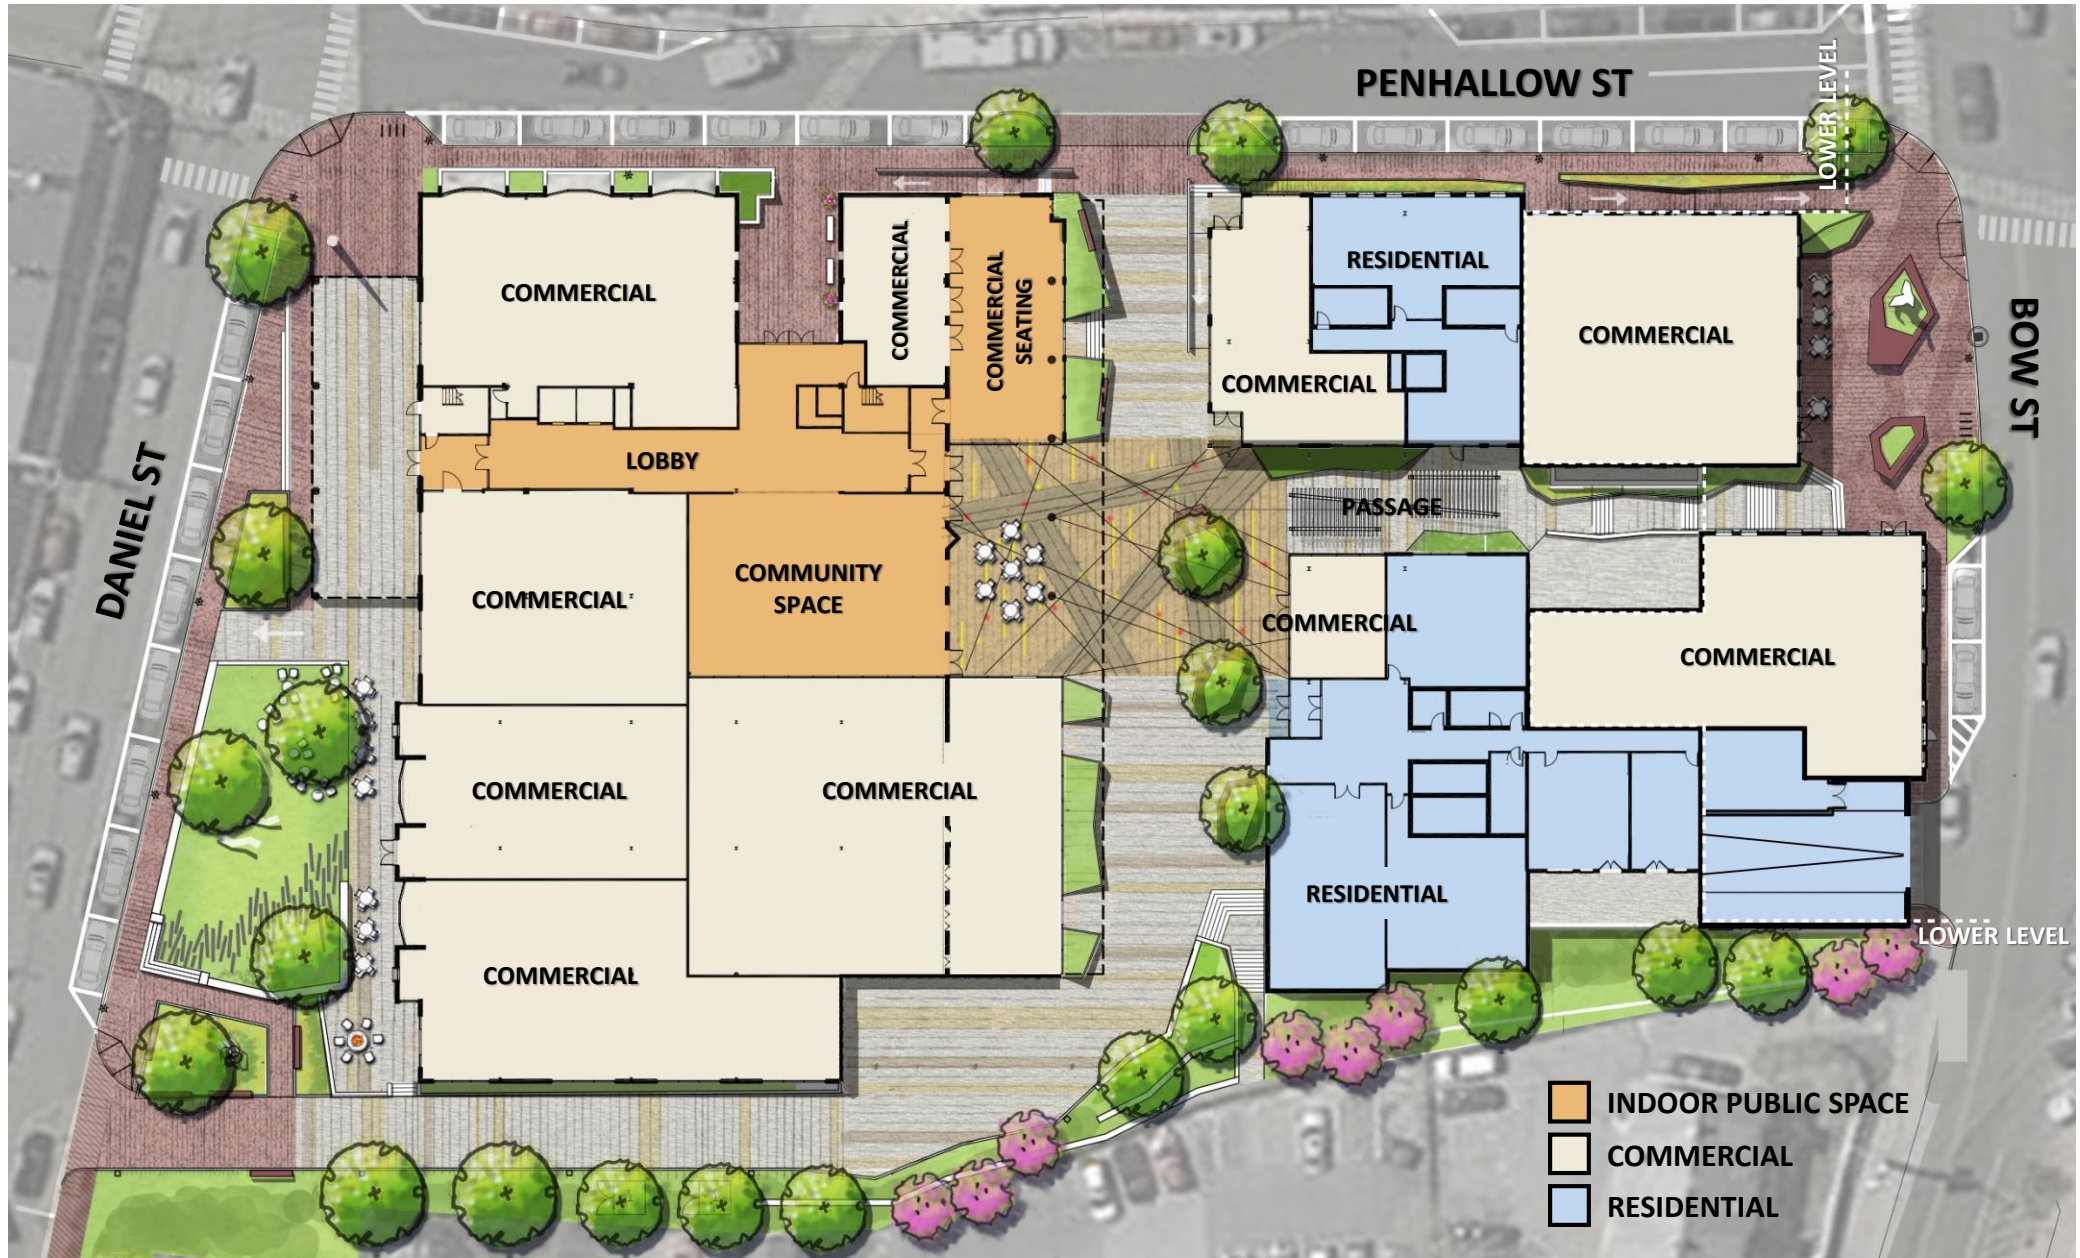 PENHALLOW ST
LOWER LEVEL
COMMERCIAL
COMMERCIAL
COMMERCIAL
SEATING
RESIDENTIAL
COMMERCIAL
COMMERCIAL
BOW ST
DANIEL ST
LOBBY
PASSAGE
COMMERCIAL
COMMUNITY
SPACE
COMMERCIAL
COMMERCIAL
COMMERCIAL
COMMERCIAL
RESIDENTIAL
COMMERCIAL
LOWER LEVEL
INDOOR PUBLIC SPACE
COMMERCIAL
RESIDENTIAL